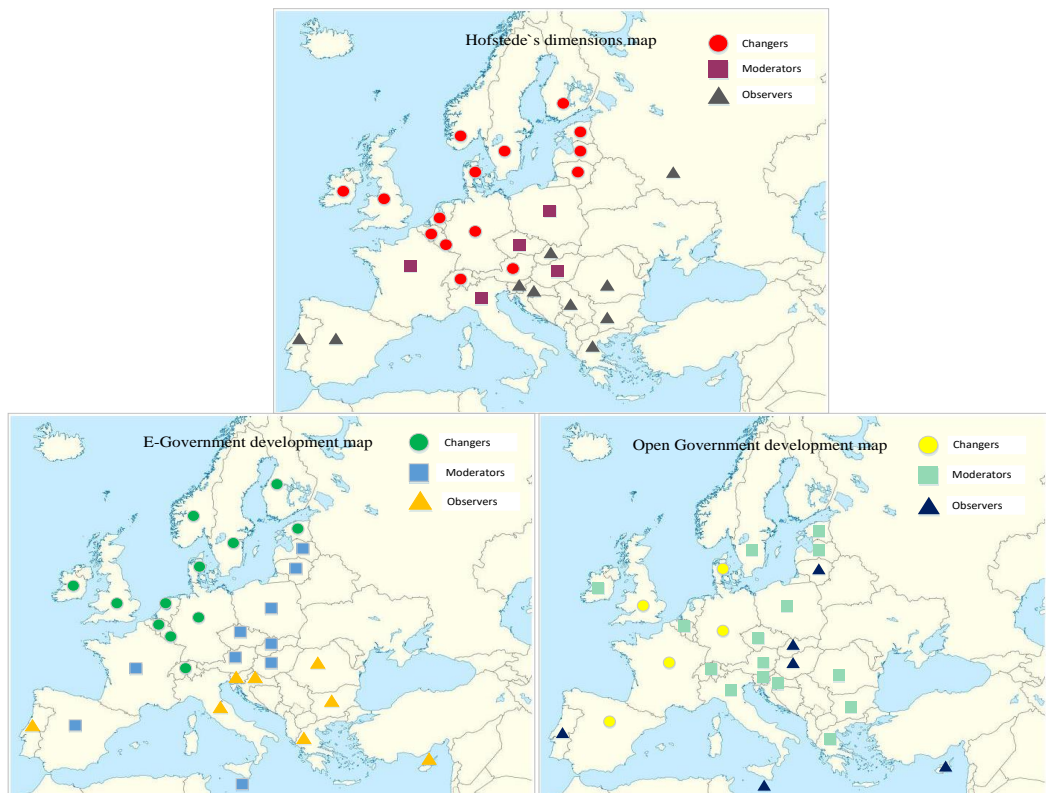 Hofstede`s dimensions map
Changers
Moderators
Observers
E-Government development map
Changers
Moderators
Observers
Open Government development map
Changers
Moderators
Observers